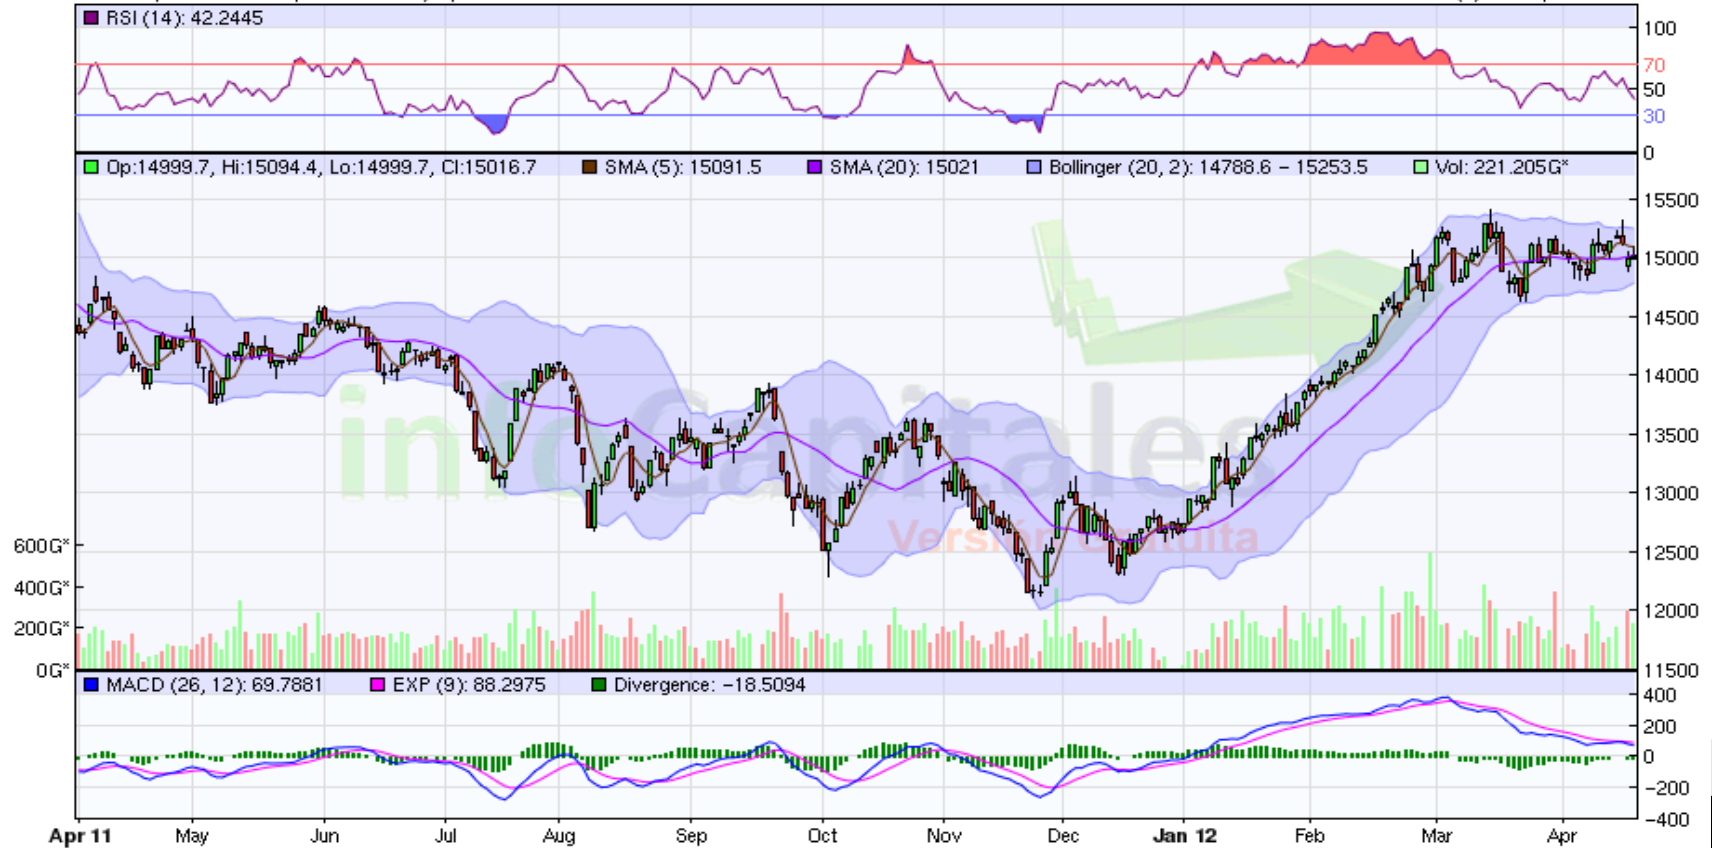 RSI (14): 42.2445
100
70
50
30
0
Op:14999.7, Hi:15094.4, Lo:14999.7, Cl:15016.7 SMA (5): 15091.5 SMA (20): 15021 Bollinger (20, 2): 14788.6 – 15253.5 Vol: 221.205G*
15500
15000
14500
14000
infoCapitales
13500
13000
Versión Gratuita
600G*
12500
400G*
12000
200G*
0G*
11500
MACD (26, 12): 69.7881 EXP (9): 88.2975 Divergence: –18.5094
400
200
0
–200
–400
Apr 11 May Jun Jul Aug Sep Oct Nov Dec Jan 12 Feb Mar Apr